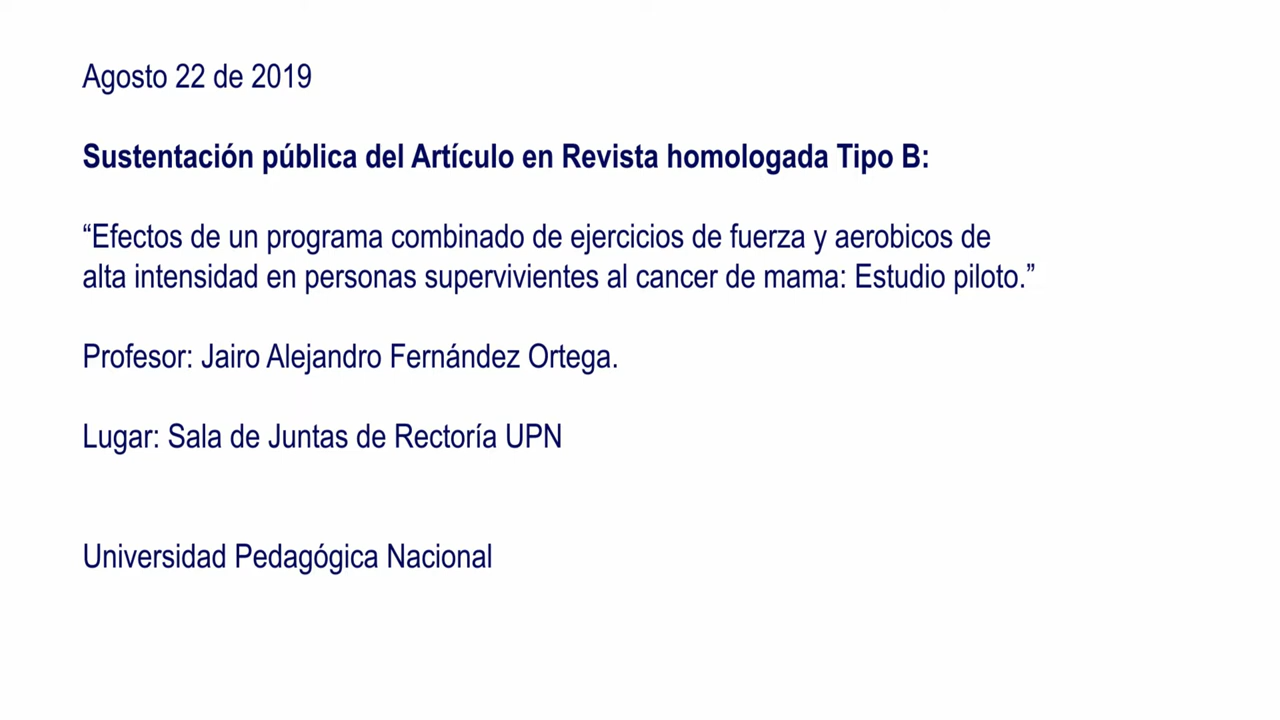 Agosto 22 de 2019
Sustentación pública del Artículo en Revista homologada Tipo B:
“Efectos de un programa combinado de ejercicios de fuerza y aerobicos de
alta intensidad en personas supervivientes al cancer de mama: Estudio piloto.”
Profesor: Jairo Alejandro Fernández Ortega.
Lugar: Sala de Juntas de Rectoría UPN
Universidad Pedagógica Nacional